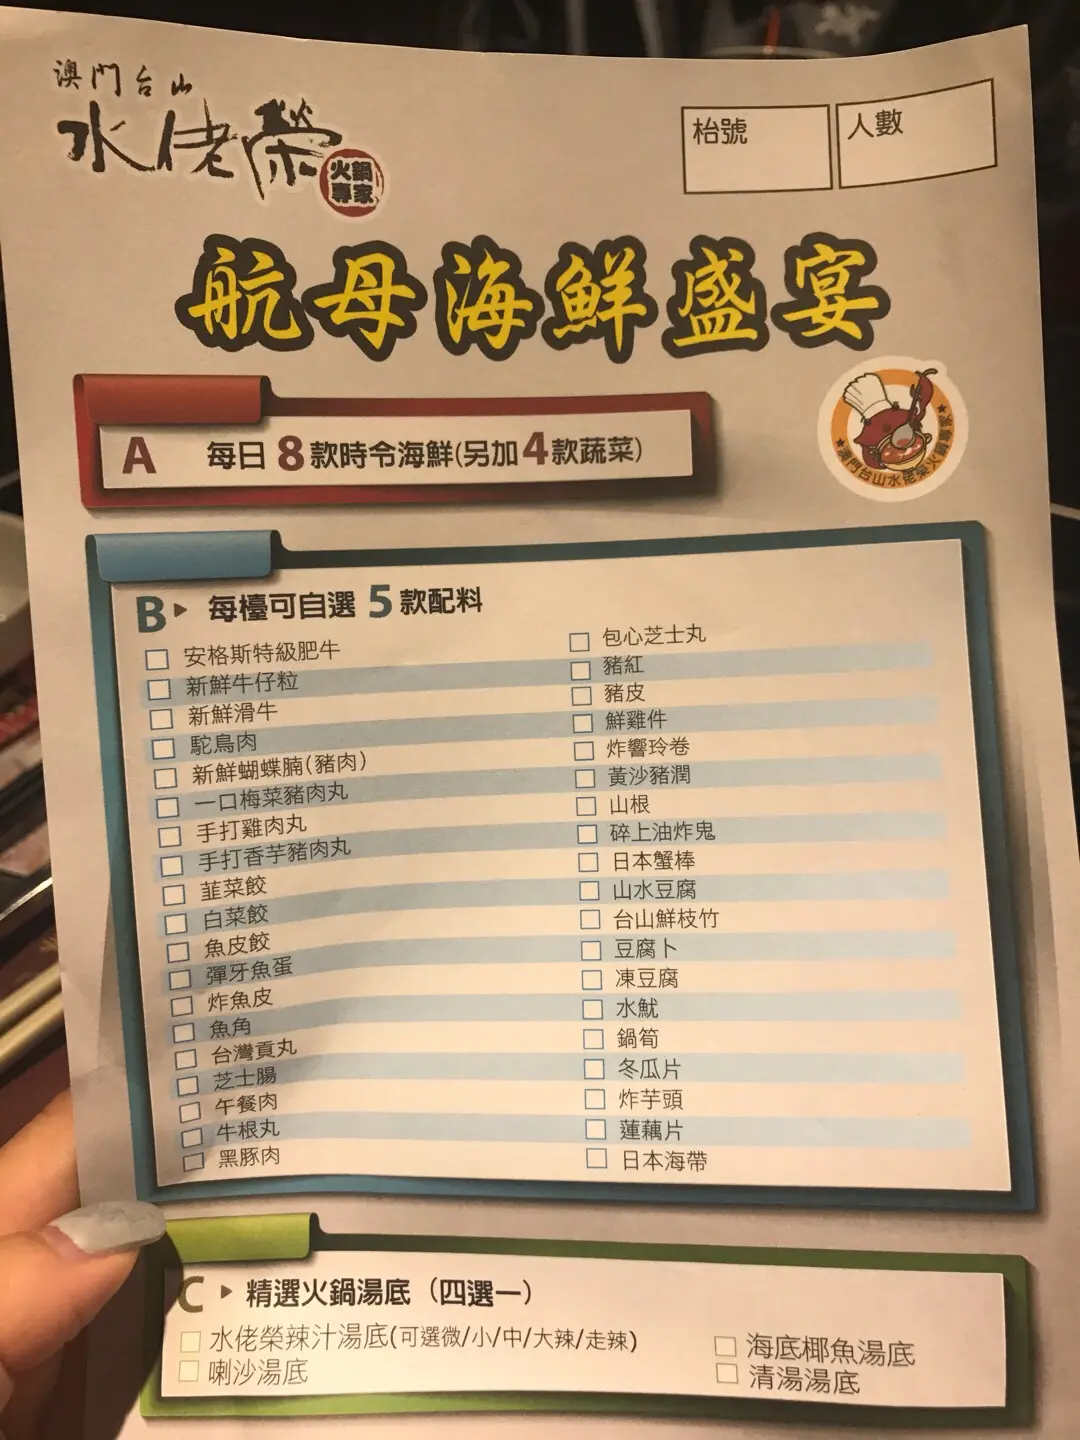 澳門台山
水佬榮
火鍋
專家
枱號
人數
航母海鮮盛宴
A 每日8款時令海鮮(另加4款蔬菜)
澳門台山水佬榮火鍋專家
B ▸ 每檯可自選 5 款配料
安格斯特級肥牛
新鮮牛仔粒
新鮮滑牛
駝鳥肉
新鮮蝴蝶腩(豬肉)
一口梅菜豬肉丸
手打雞肉丸
手打香芋豬肉丸
韮菜餃
白菜餃
魚皮餃
彈牙魚蛋
炸魚皮
魚角
台灣貢丸
芝士腸
午餐肉
牛根丸
黑豚肉
包心芝士丸
豬紅
豬皮
鮮雞件
炸響玲卷
黃沙豬潤
山根
碎上油炸鬼
日本蟹棒
山水豆腐
台山鮮枝竹
豆腐卜
凍豆腐
水魷
鍋筍
冬瓜片
炸芋頭
蓮藕片
日本海帶
C ▸ 精選火鍋湯底（四選一）
水佬榮辣汁湯底(可選微/小/中/大辣/走辣)
喇沙湯底
海底椰魚湯底
清湯湯底